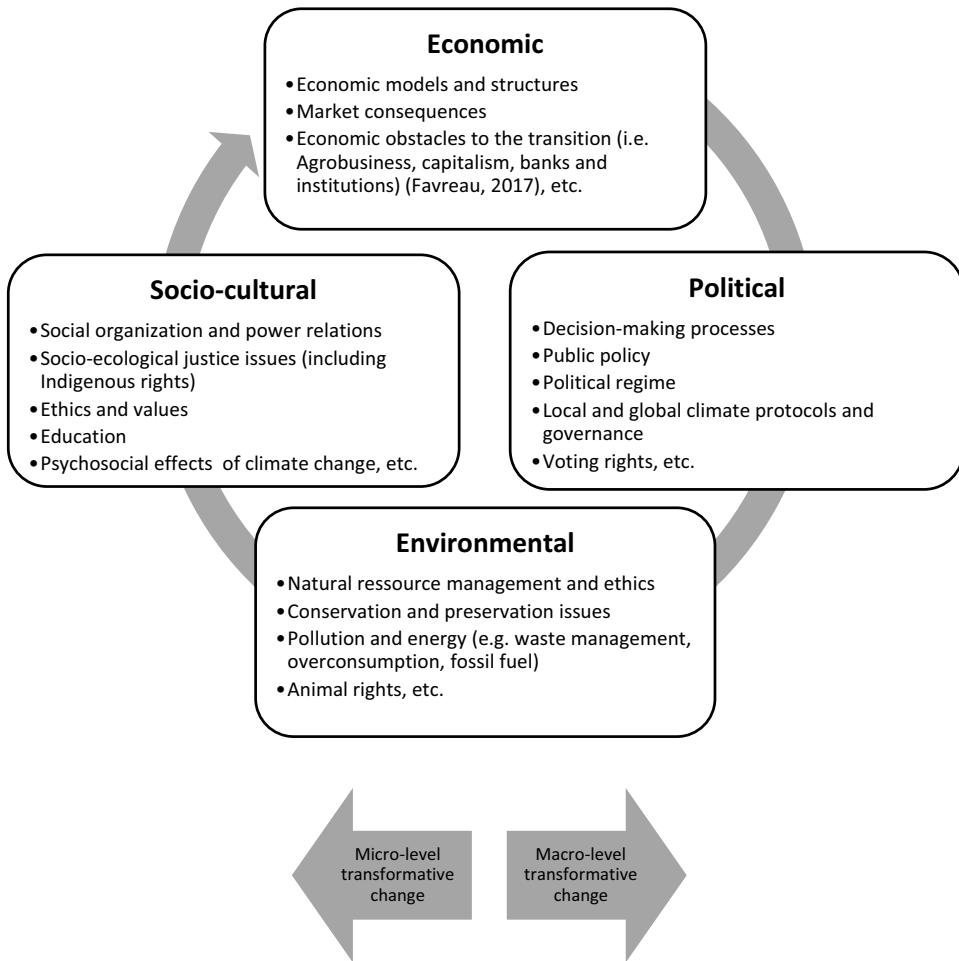 Economic
•Economic models and structures
•Market consequences
•Economic obstacles to the transition (i.e.
Agrobusiness, capitalism, banks and
institutions) (Favreau, 2017), etc.
Socio-cultural
•Social organization and power relations
•Socio-ecological justice issues (including
Indigenous rights)
•Ethics and values
•Education
•Psychosocial effects of climate change, etc.
Political
•Decision-making processes
•Public policy
•Political regime
•Local and global climate protocols and
governance
•Voting rights, etc.
Environmental
•Natural ressource management and ethics
•Conservation and preservation issues
•Pollution and energy (e.g. waste management,
overconsumption, fossil fuel)
•Animal rights, etc.
Micro-level
transformative
change
Macro-level
transformative
change